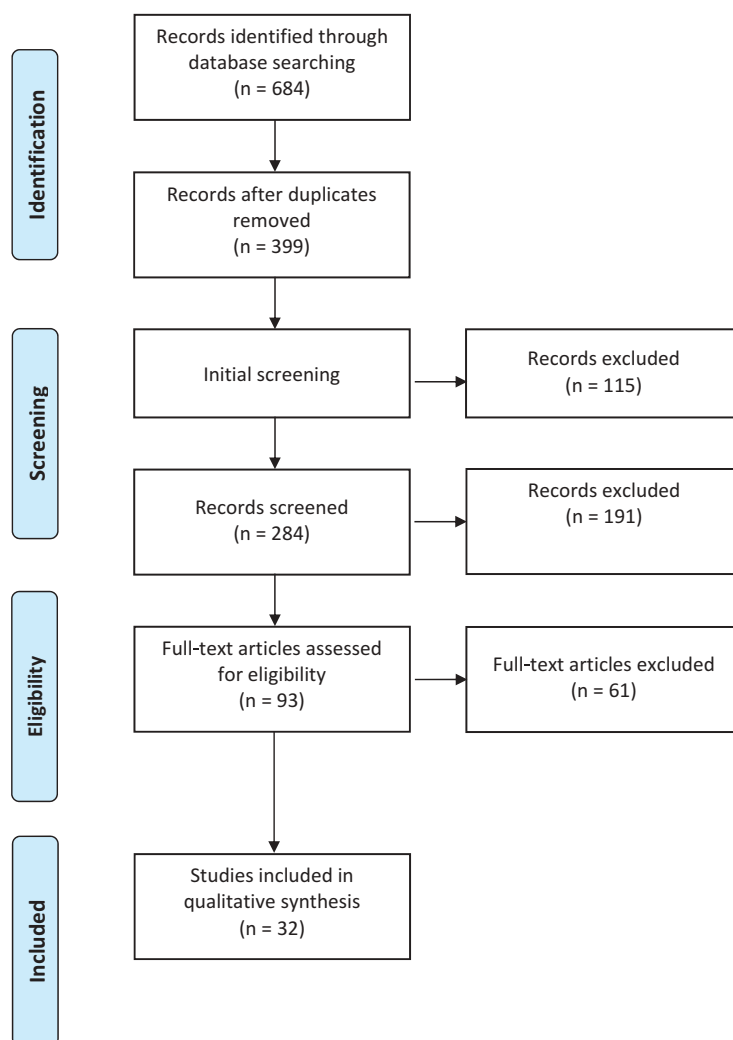 Identification
Records identified through
database searching
(n = 684)
Records after duplicates
removed
(n = 399)
Screening
Initial screening
Records excluded
(n = 115)
Records screened
(n = 284)
Records excluded
(n = 191)
Eligibility
Full-text articles assessed
for eligibility
(n = 93)
Full-text articles excluded
(n = 61)
Included
Studies included in
qualitative synthesis
(n = 32)